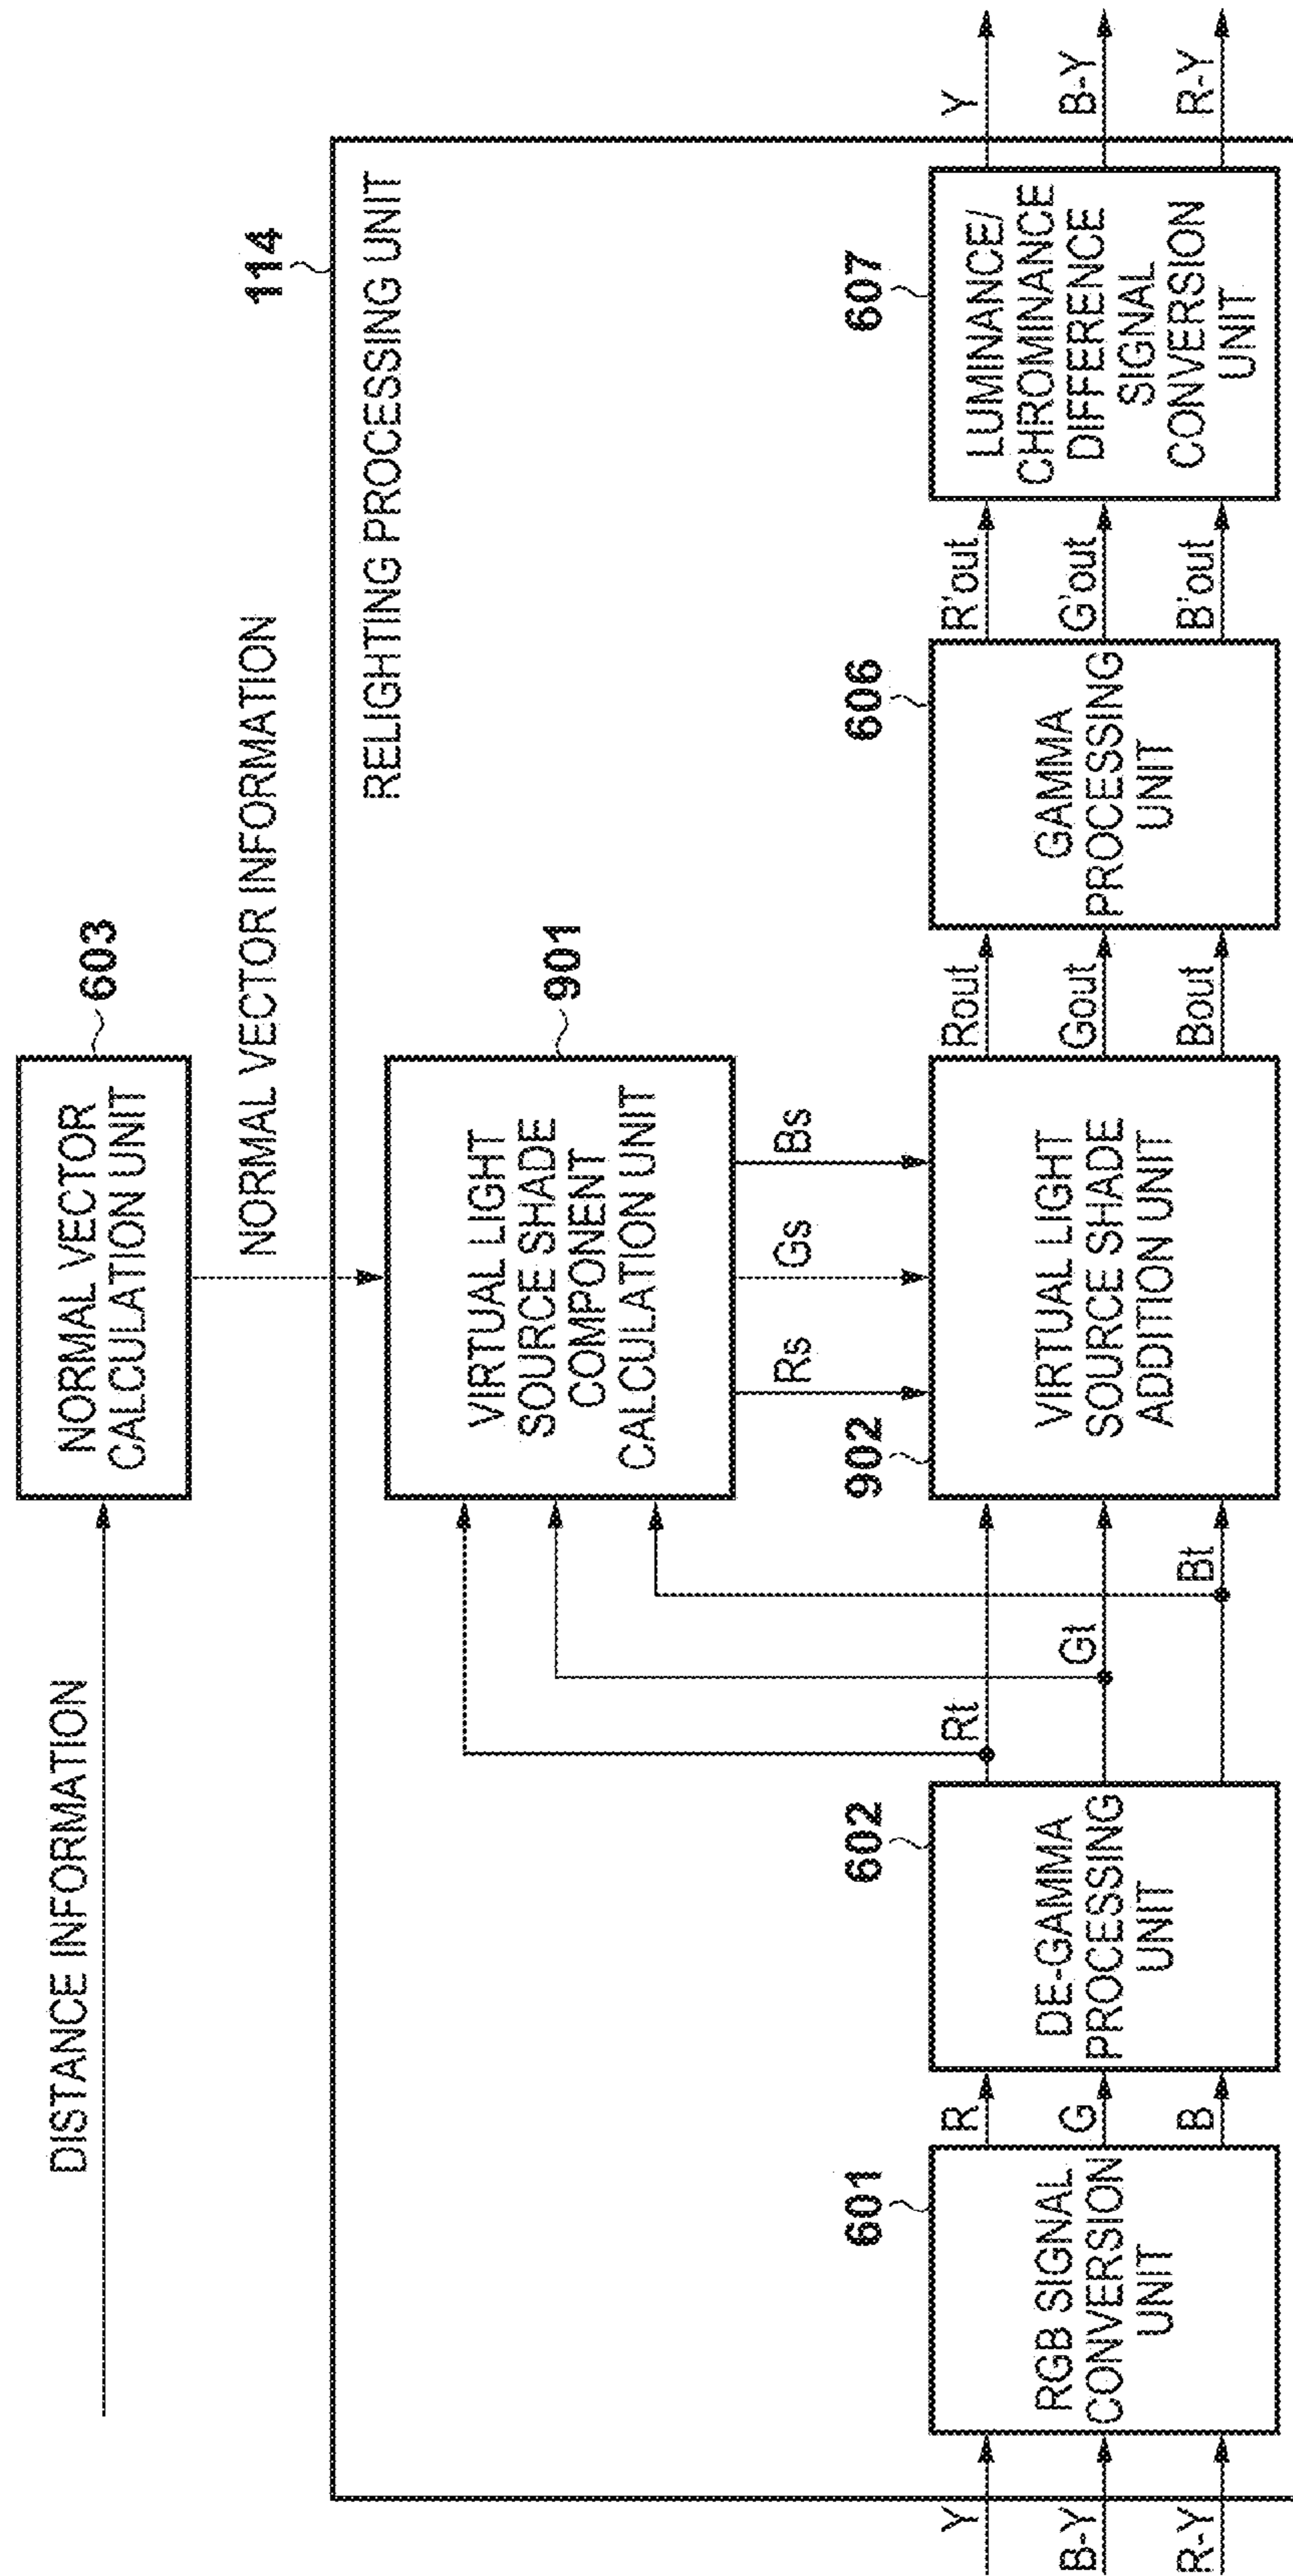 DISTANCE INFORMATION
603
NORMAL VECTOR
CALCULATION UNIT
NORMAL VECTOR INFORMATION
114
RELIGHTING PROCESSING UNIT
901
VIRTUAL LIGHT
SOURCE SHADE
COMPONENT
CALCULATION UNIT
Rs
Gs
Bs
Y
B-Y
R-Y
601
RGB SIGNAL
CONVERSION
UNIT
R
G
B
602
DE-GAMMA
PROCESSING
UNIT
Rt
Gt
Bt
902
VIRTUAL LIGHT
SOURCE SHADE
ADDITION UNIT
Rout
Gout
Bout
606
GAMMA
PROCESSING
UNIT
R'out
G'out
B'out
607
LUMINANCE/
CHROMINANCE
DIFFERENCE
SIGNAL
CONVERSION
UNIT
Y
B-Y
R-Y